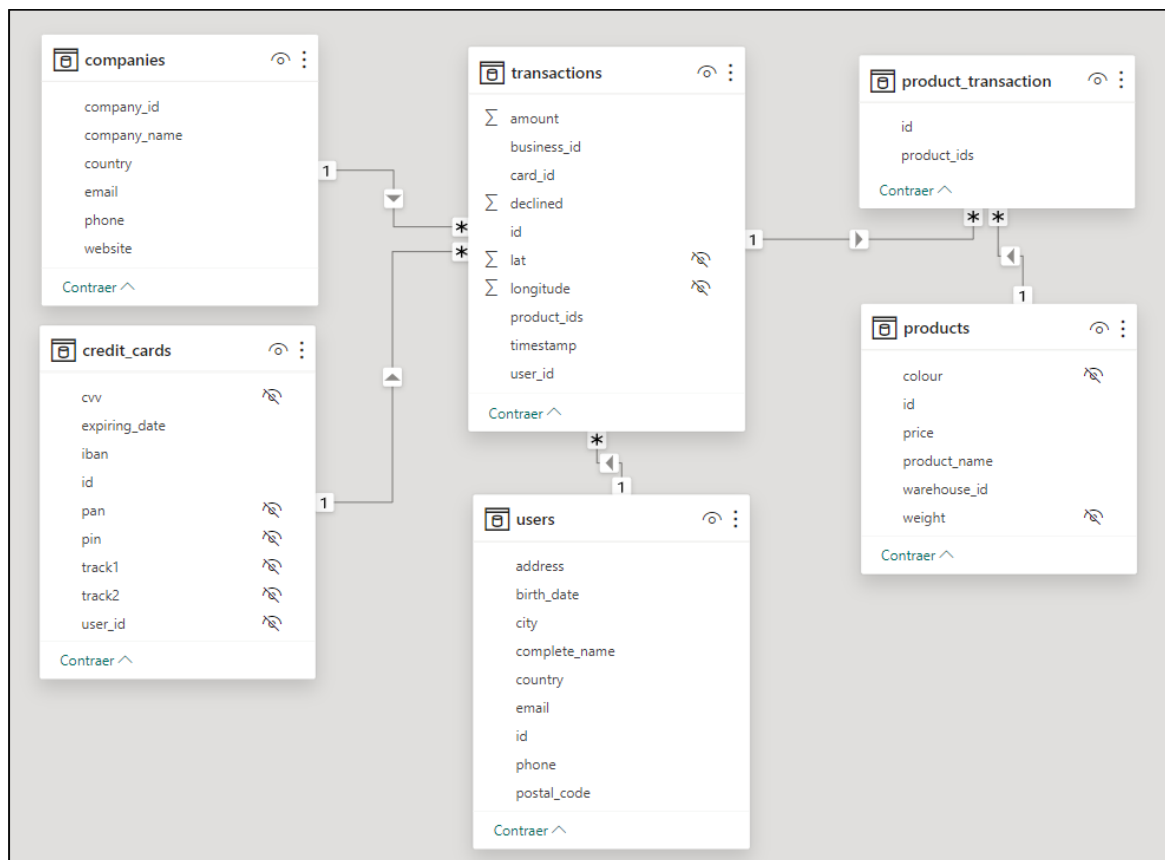 companies
company_id
company_name
country
email
phone
website
Contraer
credit_cards
cvv
expiring_date
iban
id
pan
pin
track1
track2
user_id
Contraer
transactions
Σ amount
business_id
card_id
Σ declined
id
Σ lat
Σ longitude
product_ids
timestamp
user_id
Contraer
users
address
birth_date
city
complete_name
country
email
id
phone
postal_code
Contraer
product_transaction
id
product_ids
Contraer
products
colour
id
price
product_name
warehouse_id
weight
Contraer
1
*
*
1
1
*
*
*
1
1